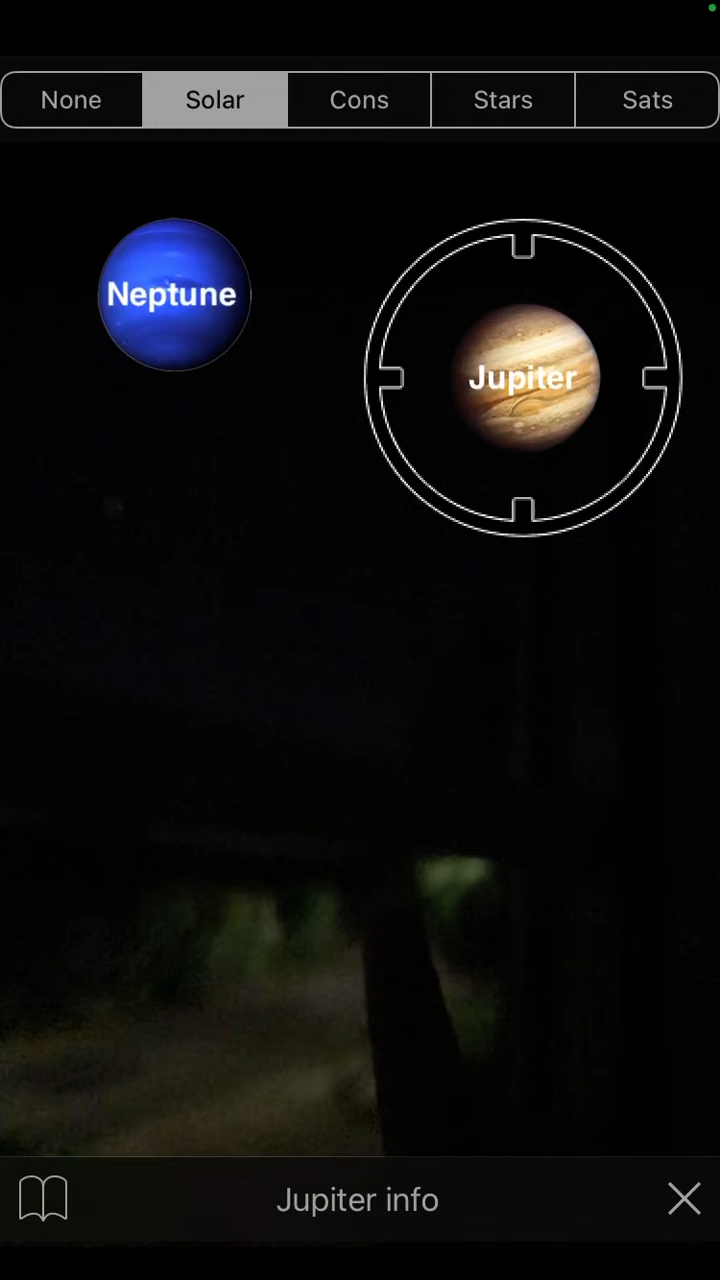 None
Solar
Cons
Stars
Sats
Neptune
Jupiter
Jupiter info